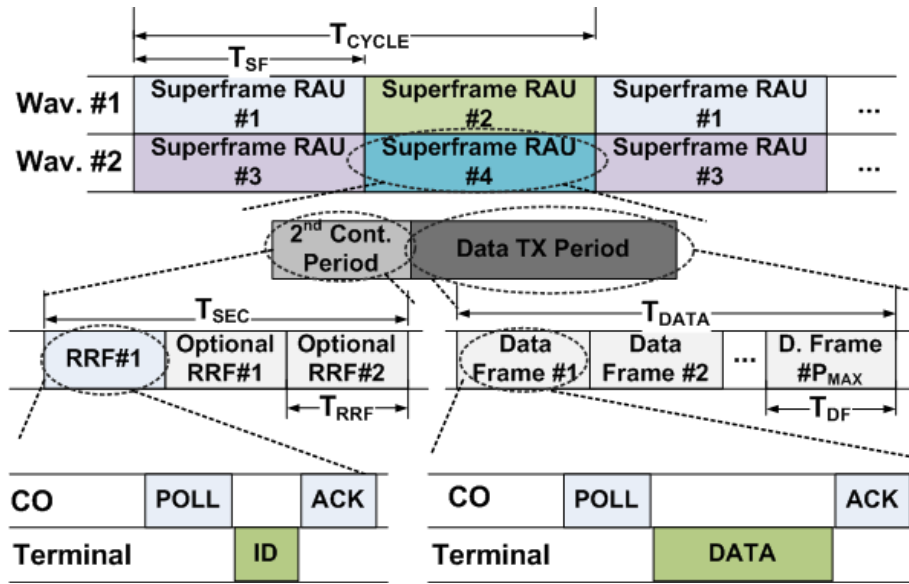 T_CYCLE
T_SF
Wav. #1
Superframe RAU #1
Superframe RAU #2
Superframe RAU #1
...
Wav. #2
Superframe RAU #3
Superframe RAU #4
Superframe RAU #3
...
2nd Cont. Period
Data TX Period
T_SEC
T_DATA
RRF#1
Optional RRF#1
Optional RRF#2
Data Frame #1
Data Frame #2
...
D. Frame #P_MAX
T_RRF
T_DF
CO
POLL
ACK
CO
POLL
ACK
Terminal
ID
Terminal
DATA